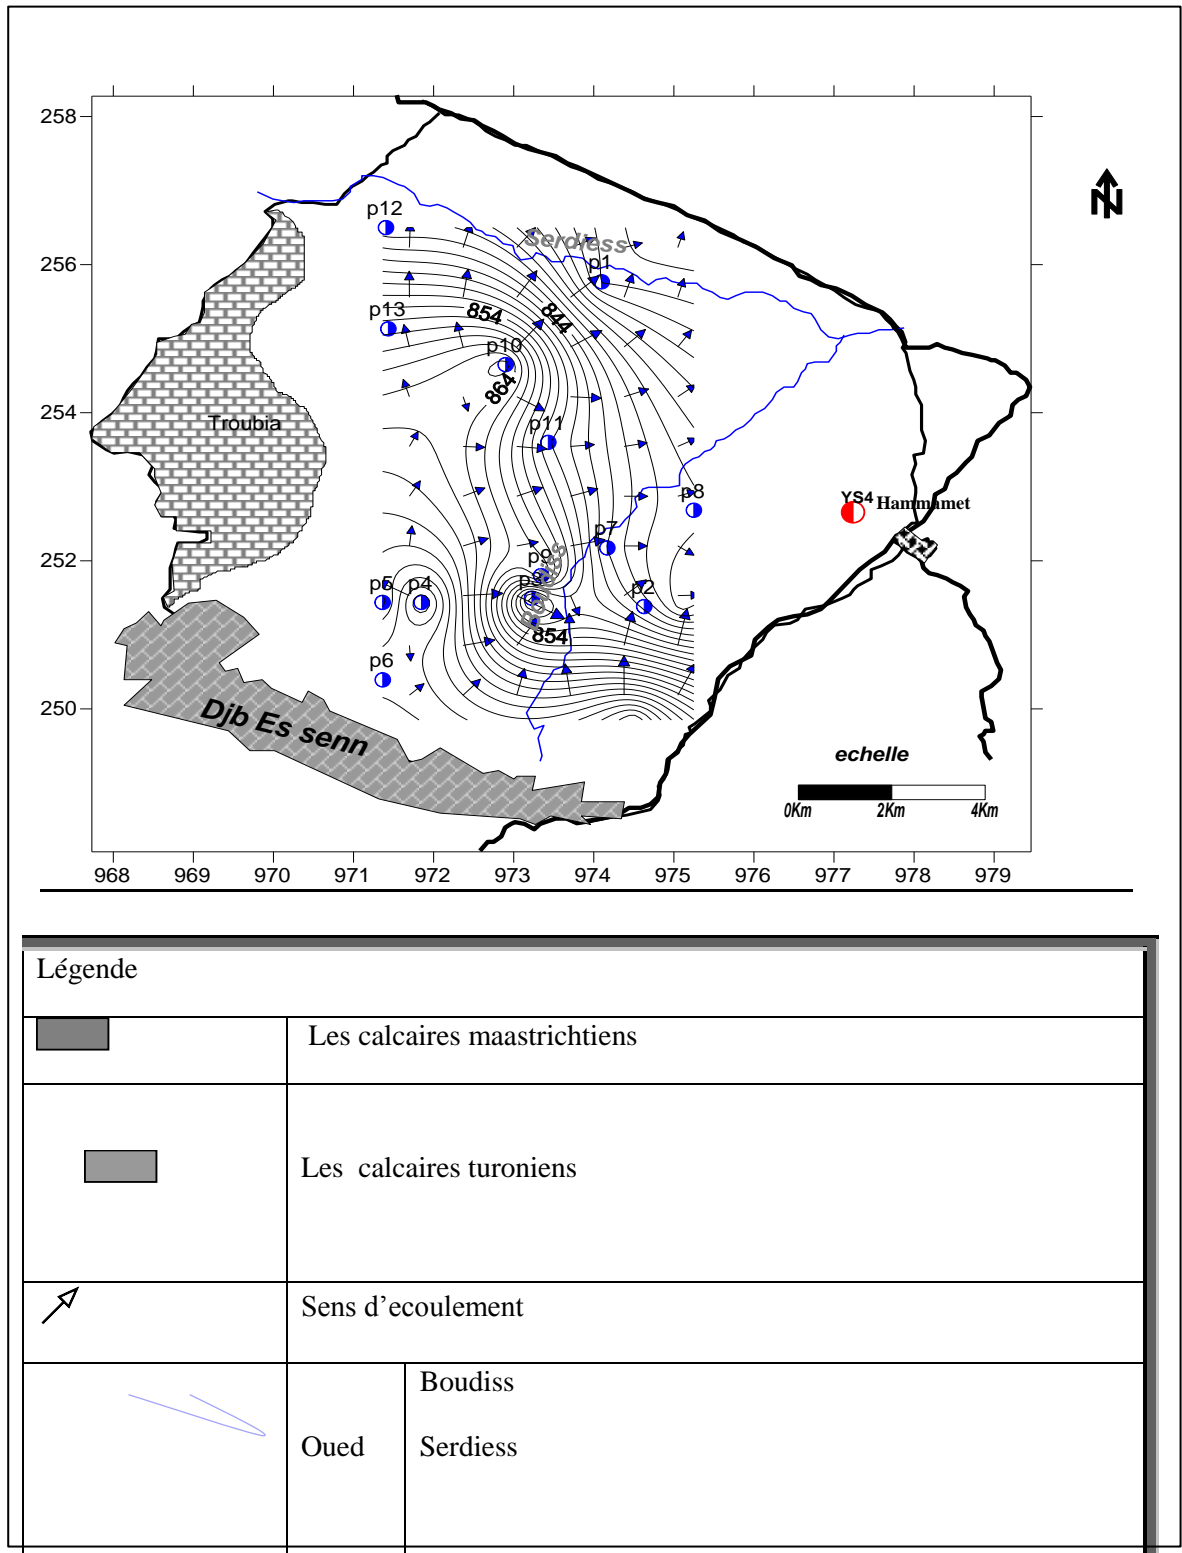 258
256
254
252
250
p12
Serdiess
p1
p13
854
844
p10
864
Troubia
p11
p8
YS4 Hammamet
p7
p9
p5
p4
p3
Boudiss
p2
854
p6
Djb Es senn
echelle
0Km 2Km 4Km
968 969 970 971 972 973 974 975 976 977 978 979
N
Légende
Les calcaires maastrichtiens
Les calcaires turoniens
Sens d’ecoulement
Boudiss
Oued Serdiess